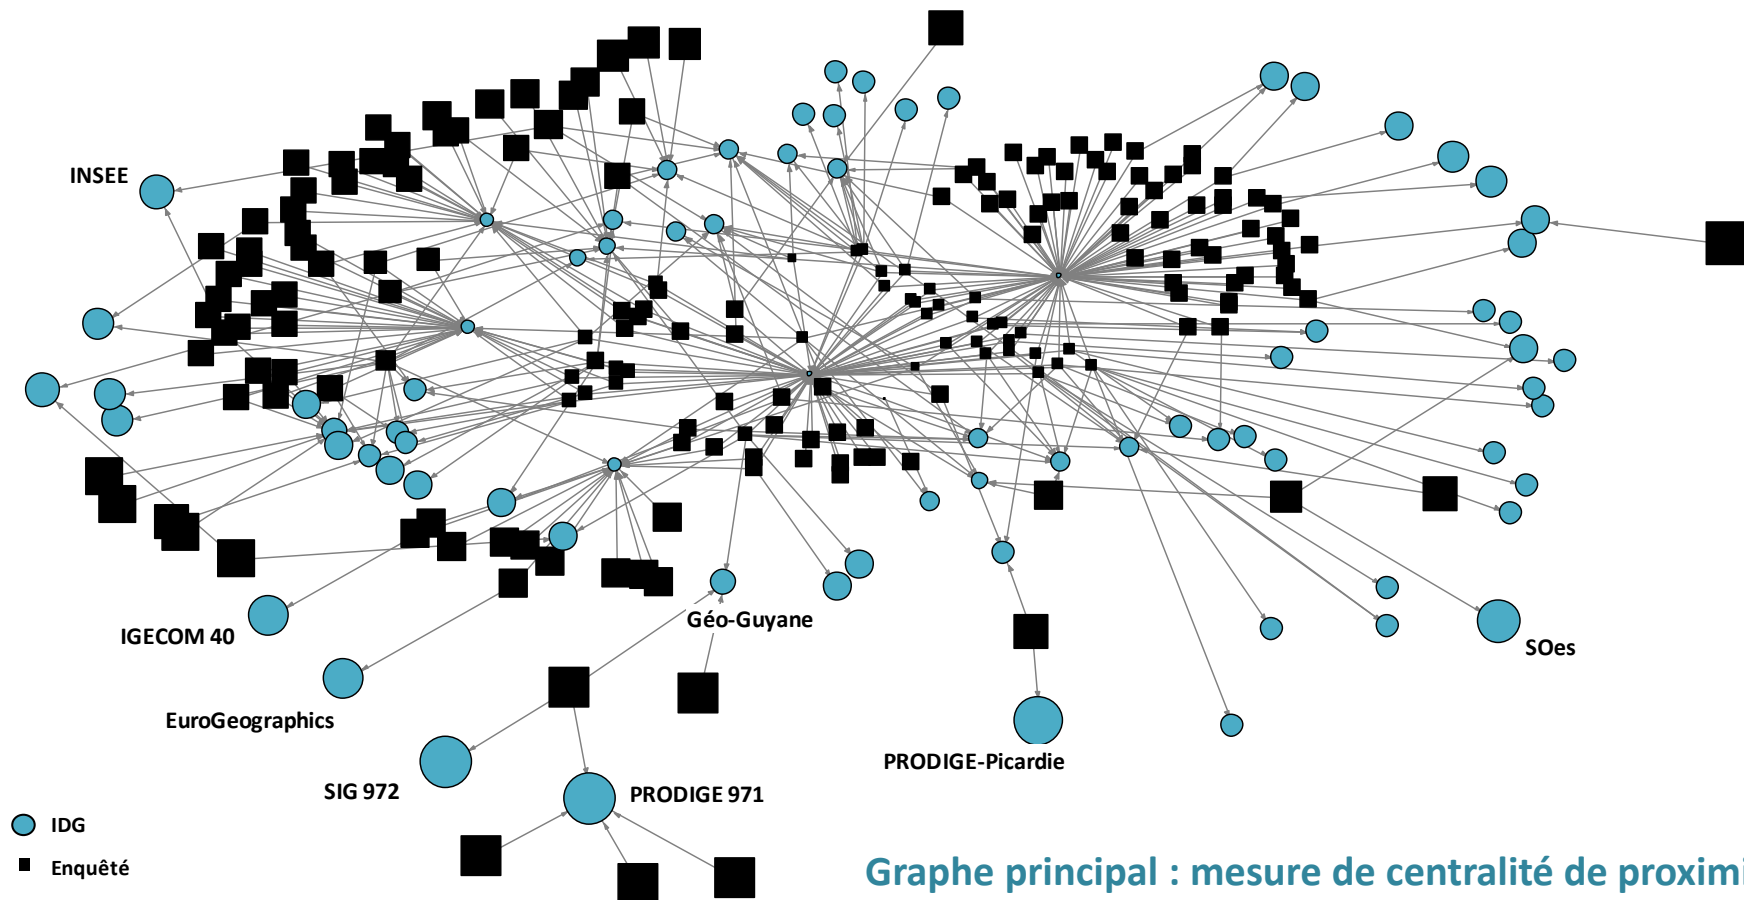 INSEE
Géo-Guyane
IGECOM 40
SOes
EuroGeographics
PRODIGE-Picardie
SIG 972
PRODIGE 971
IDG
Enquêté
Graphe principal : mesure de centralité de proximi